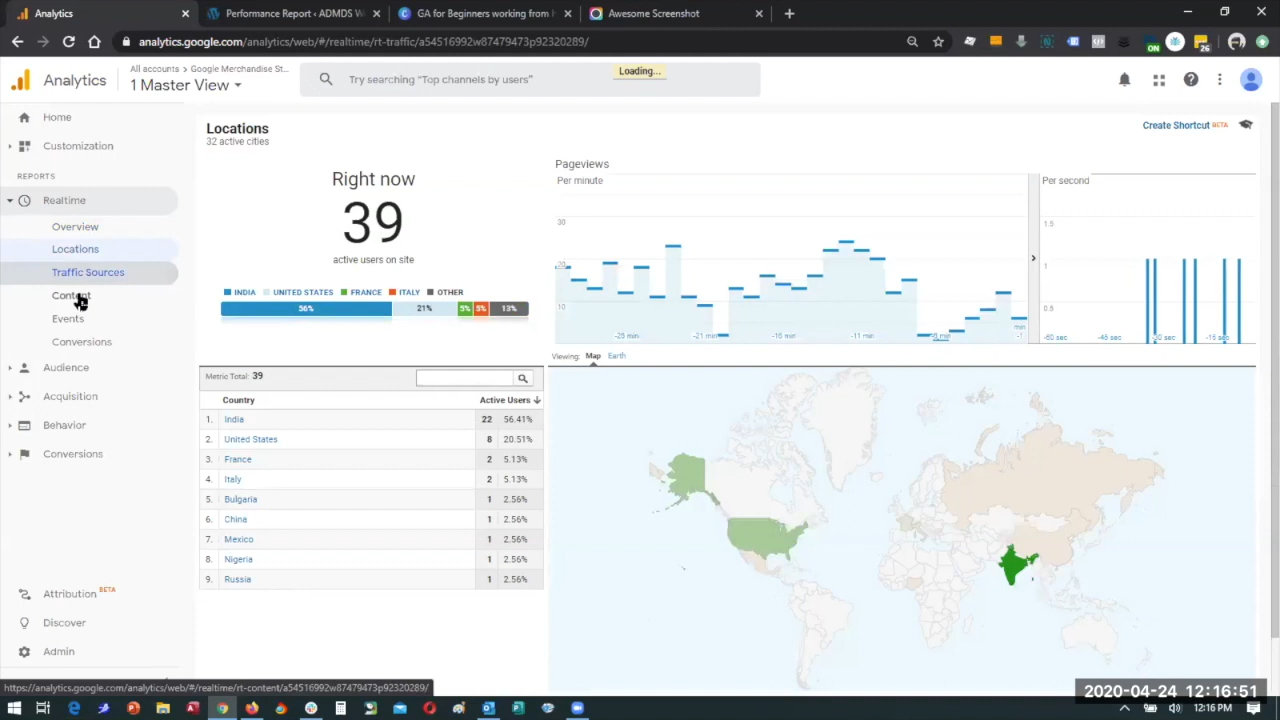 Analytics
Performance Report ‹ ADMDS W
GA for Beginners working from H
Awesome Screenshot
analytics.google.com/analytics/web/#/realtime/rt-traffic/a54516992w87479473p92320289/
ON
26
Analytics
All accounts > Google Merchandise St...
1 Master View
Try searching "Top channels by users"
Loading...
Home
Customization
REPORTS
Realtime
Overview
Locations
Traffic Sources
Content
Events
Conversions
Audience
Acquisition
Behavior
Conversions
Attribution BETA
Discover
Admin
Locations
32 active cities
Create Shortcut BETA
Right now
39
active users on site
INDIA UNITED STATES FRANCE ITALY OTHER
56% 21% 5% 5% 13%
Pageviews
Per minute
30
20
10
-21 min
-16 min
-11 min
min
-1
Per second
1.5
1
0.5
-60 sec
-45 sec
-30 sec
-15 sec
Viewing: Map Earth
Metric Total: 39
Country Active Users
1. India 22 56.41%
2. United States 8 20.51%
3. France 2 5.13%
4. Italy 2 5.13%
5. Bulgaria 1 2.56%
6. China 1 2.56%
7. Mexico 1 2.56%
8. Nigeria 1 2.56%
9. Russia 1 2.56%
https://analytics.google.com/analytics/web/#/realtime/rt-content/a54516992w87479473p92320289/
2020-04-24 12:16:51
12:16 PM